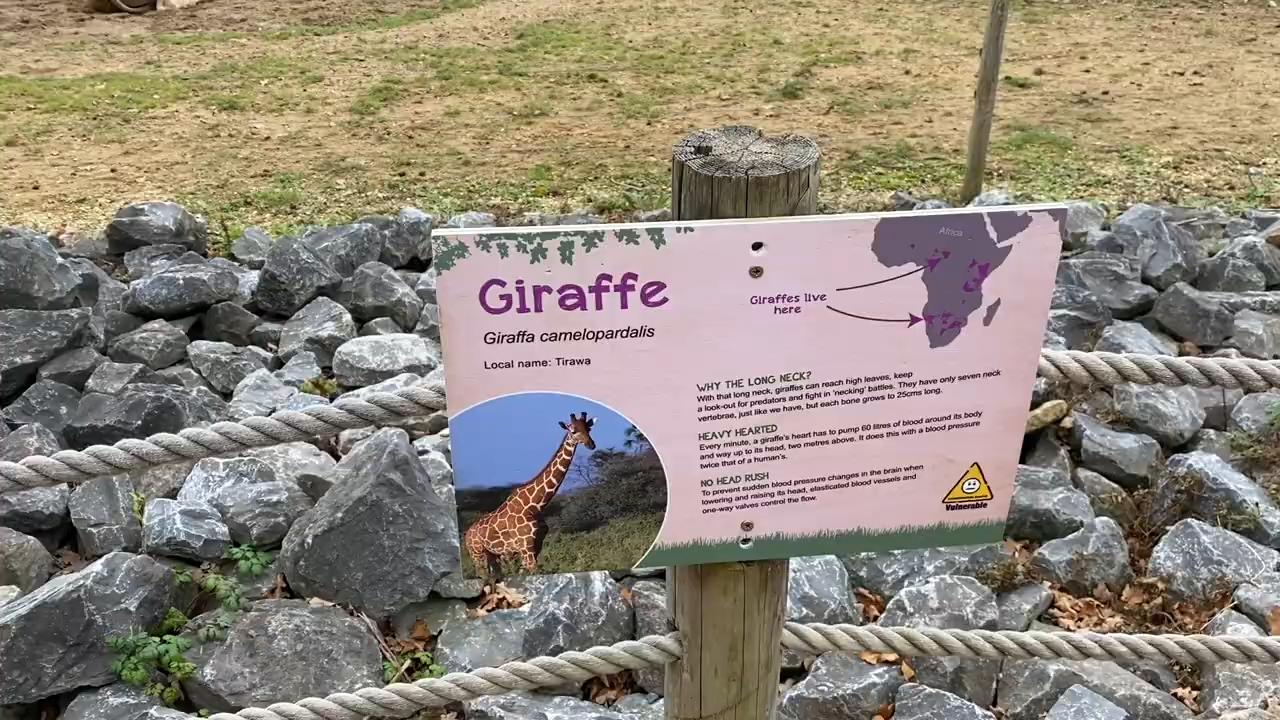 Africa
Giraffe
Giraffa camelopardalis
Local name: Tirawa
Giraffes live
here
WHY THE LONG NECK?
With that long neck, giraffes can reach high leaves, keep
a look-out for predators and fight in 'necking' battles. They have only seven neck
vertebrae, just like we have, but each bone grows to 25cms long.
HEAVY HEARTED
Every minute, a giraffe's heart has to pump 60 litres of blood around its body
and way up to its head, two metres above. It does this with a blood pressure
twice that of a human's.
NO HEAD RUSH
To prevent sudden blood pressure changes in the brain when
lowering and raising its head, elasticated blood vessels and
one-way valves control the flow.
Vulnerable